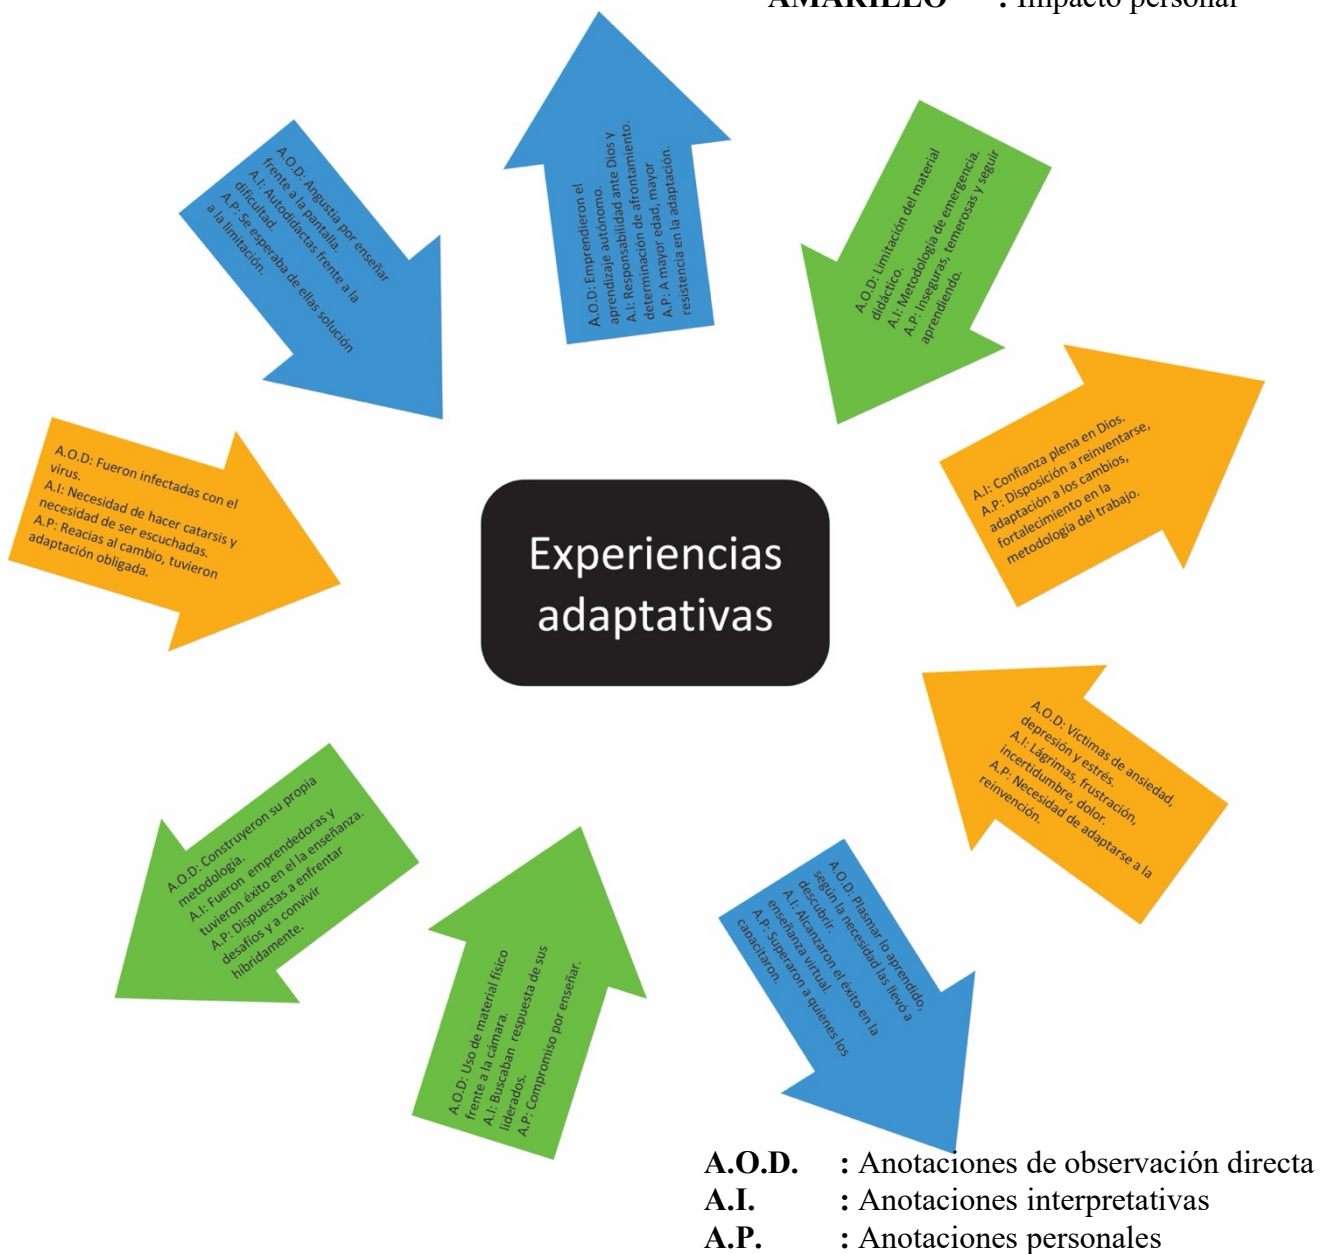 AMARILLO : Impacto personal
A.O.D: Emprendieron el
aprendizaje autónomo.
A.I: Responsabilidad ante Dios y
determinación de afrontamiento.
A.P: A mayor edad, mayor
resistencia en la adaptación.
A.O.D: Limitación del material
didáctico.
A.I: Metodología de emergencia.
A.P: Inseguras, temerosas y seguir
aprendiendo.
A.I: Confianza plena en Dios.
A.P: Disposición a reinventarse,
adaptación a los cambios,
fortalecimiento en la
metodología del trabajo.
A.O.D: Víctimas de ansiedad,
depresión y estrés.
A.I: Lágrimas, frustración,
incertidumbre, dolor.
A.P: Necesidad de adaptarse a la
reinvención.
A.O.D: Plasmar lo aprendido,
según la necesidad las llevó a
descubrir.
A.I: Alcanzaron el éxito en la
enseñanza virtual.
A.P: Superaron a quienes los
capacitaron.
A.O.D: Uso de material físico
frente a la cámara.
A.I: Buscaban respuesta de sus
liderados.
A.P: Compromiso por enseñar.
A.O.D: Construyeron su propia
metodología.
A.I: Fueron emprendedoras y
tuvieron éxito en el la enseñanza.
A.P: Dispuestas a enfrentar
desafíos y a convivir
híbridamente.
A.O.D: Fueron infectadas con el
virus.
A.I: Necesidad de hacer catarsis y
necesidad de ser escuchadas.
A.P: Reacias al cambio, tuvieron
adaptación obligada.
A.O.D: Angustia por enseñar
frente a la pantalla.
A.I: Autodidactas frente a la
dificultad.
A.P: Se esperaba de ellas solución
a la limitación.
Experiencias
adaptativas
A.O.D. : Anotaciones de observación directa
A.I. : Anotaciones interpretativas
A.P. : Anotaciones personales